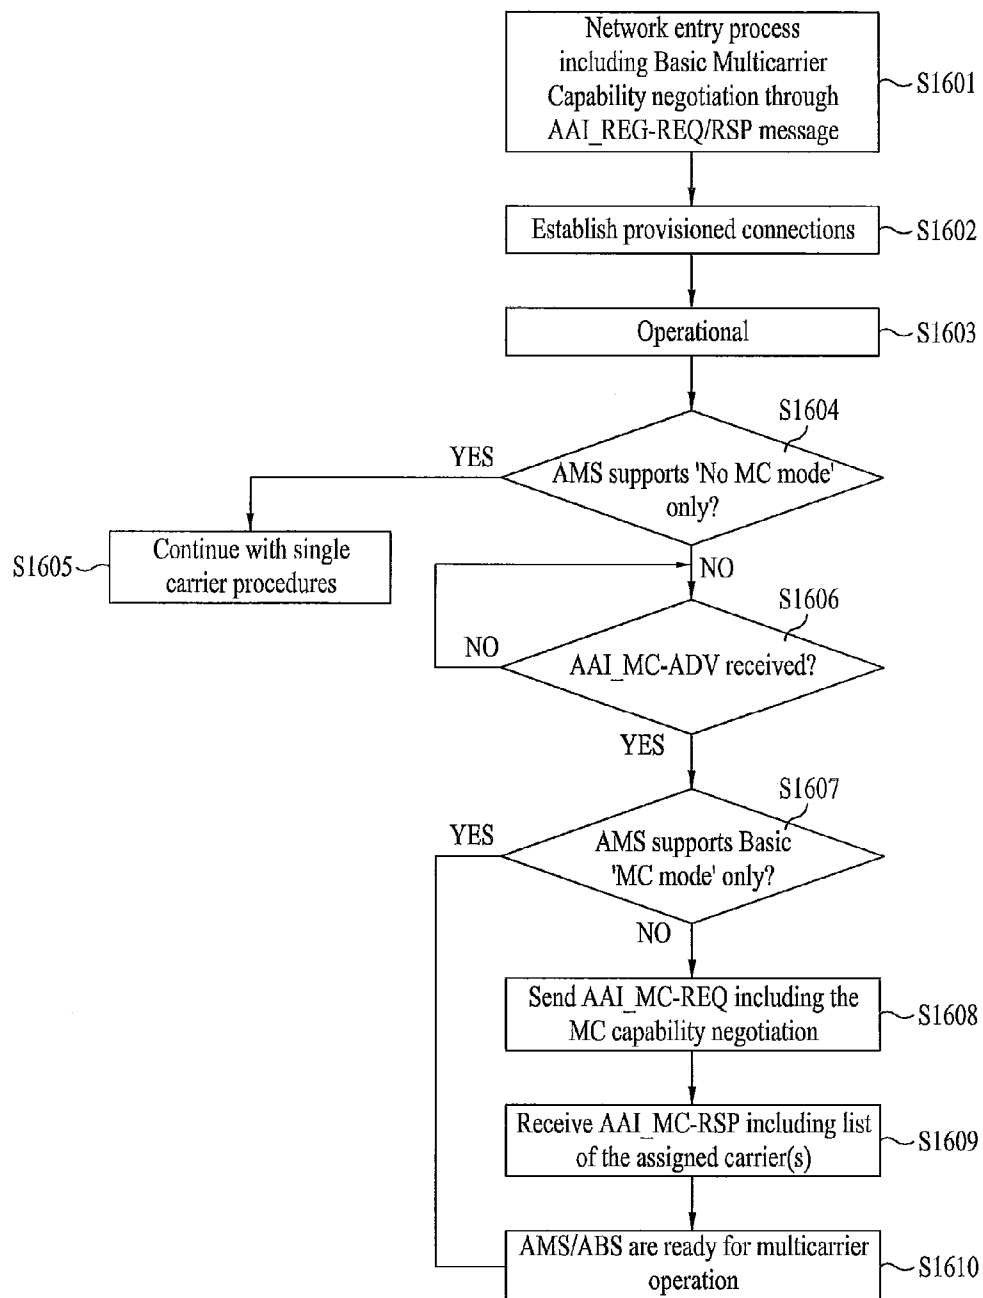 Network entry process
including Basic Multicarrier
Capability negotiation through
AAI_REG-REQ/RSP message
S1601
Establish provisioned connections
S1602
Operational
S1603
S1604
YES
AMS supports 'No MC mode'
only?
S1605
Continue with single
carrier procedures
NO
S1606
NO
AAI_MC-ADV received?
YES
S1607
YES
AMS supports Basic
'MC mode' only?
NO
Send AAI_MC-REQ including the
MC capability negotiation
S1608
Receive AAI_MC-RSP including list
of the assigned carrier(s)
S1609
AMS/ABS are ready for multicarrier
operation
S1610